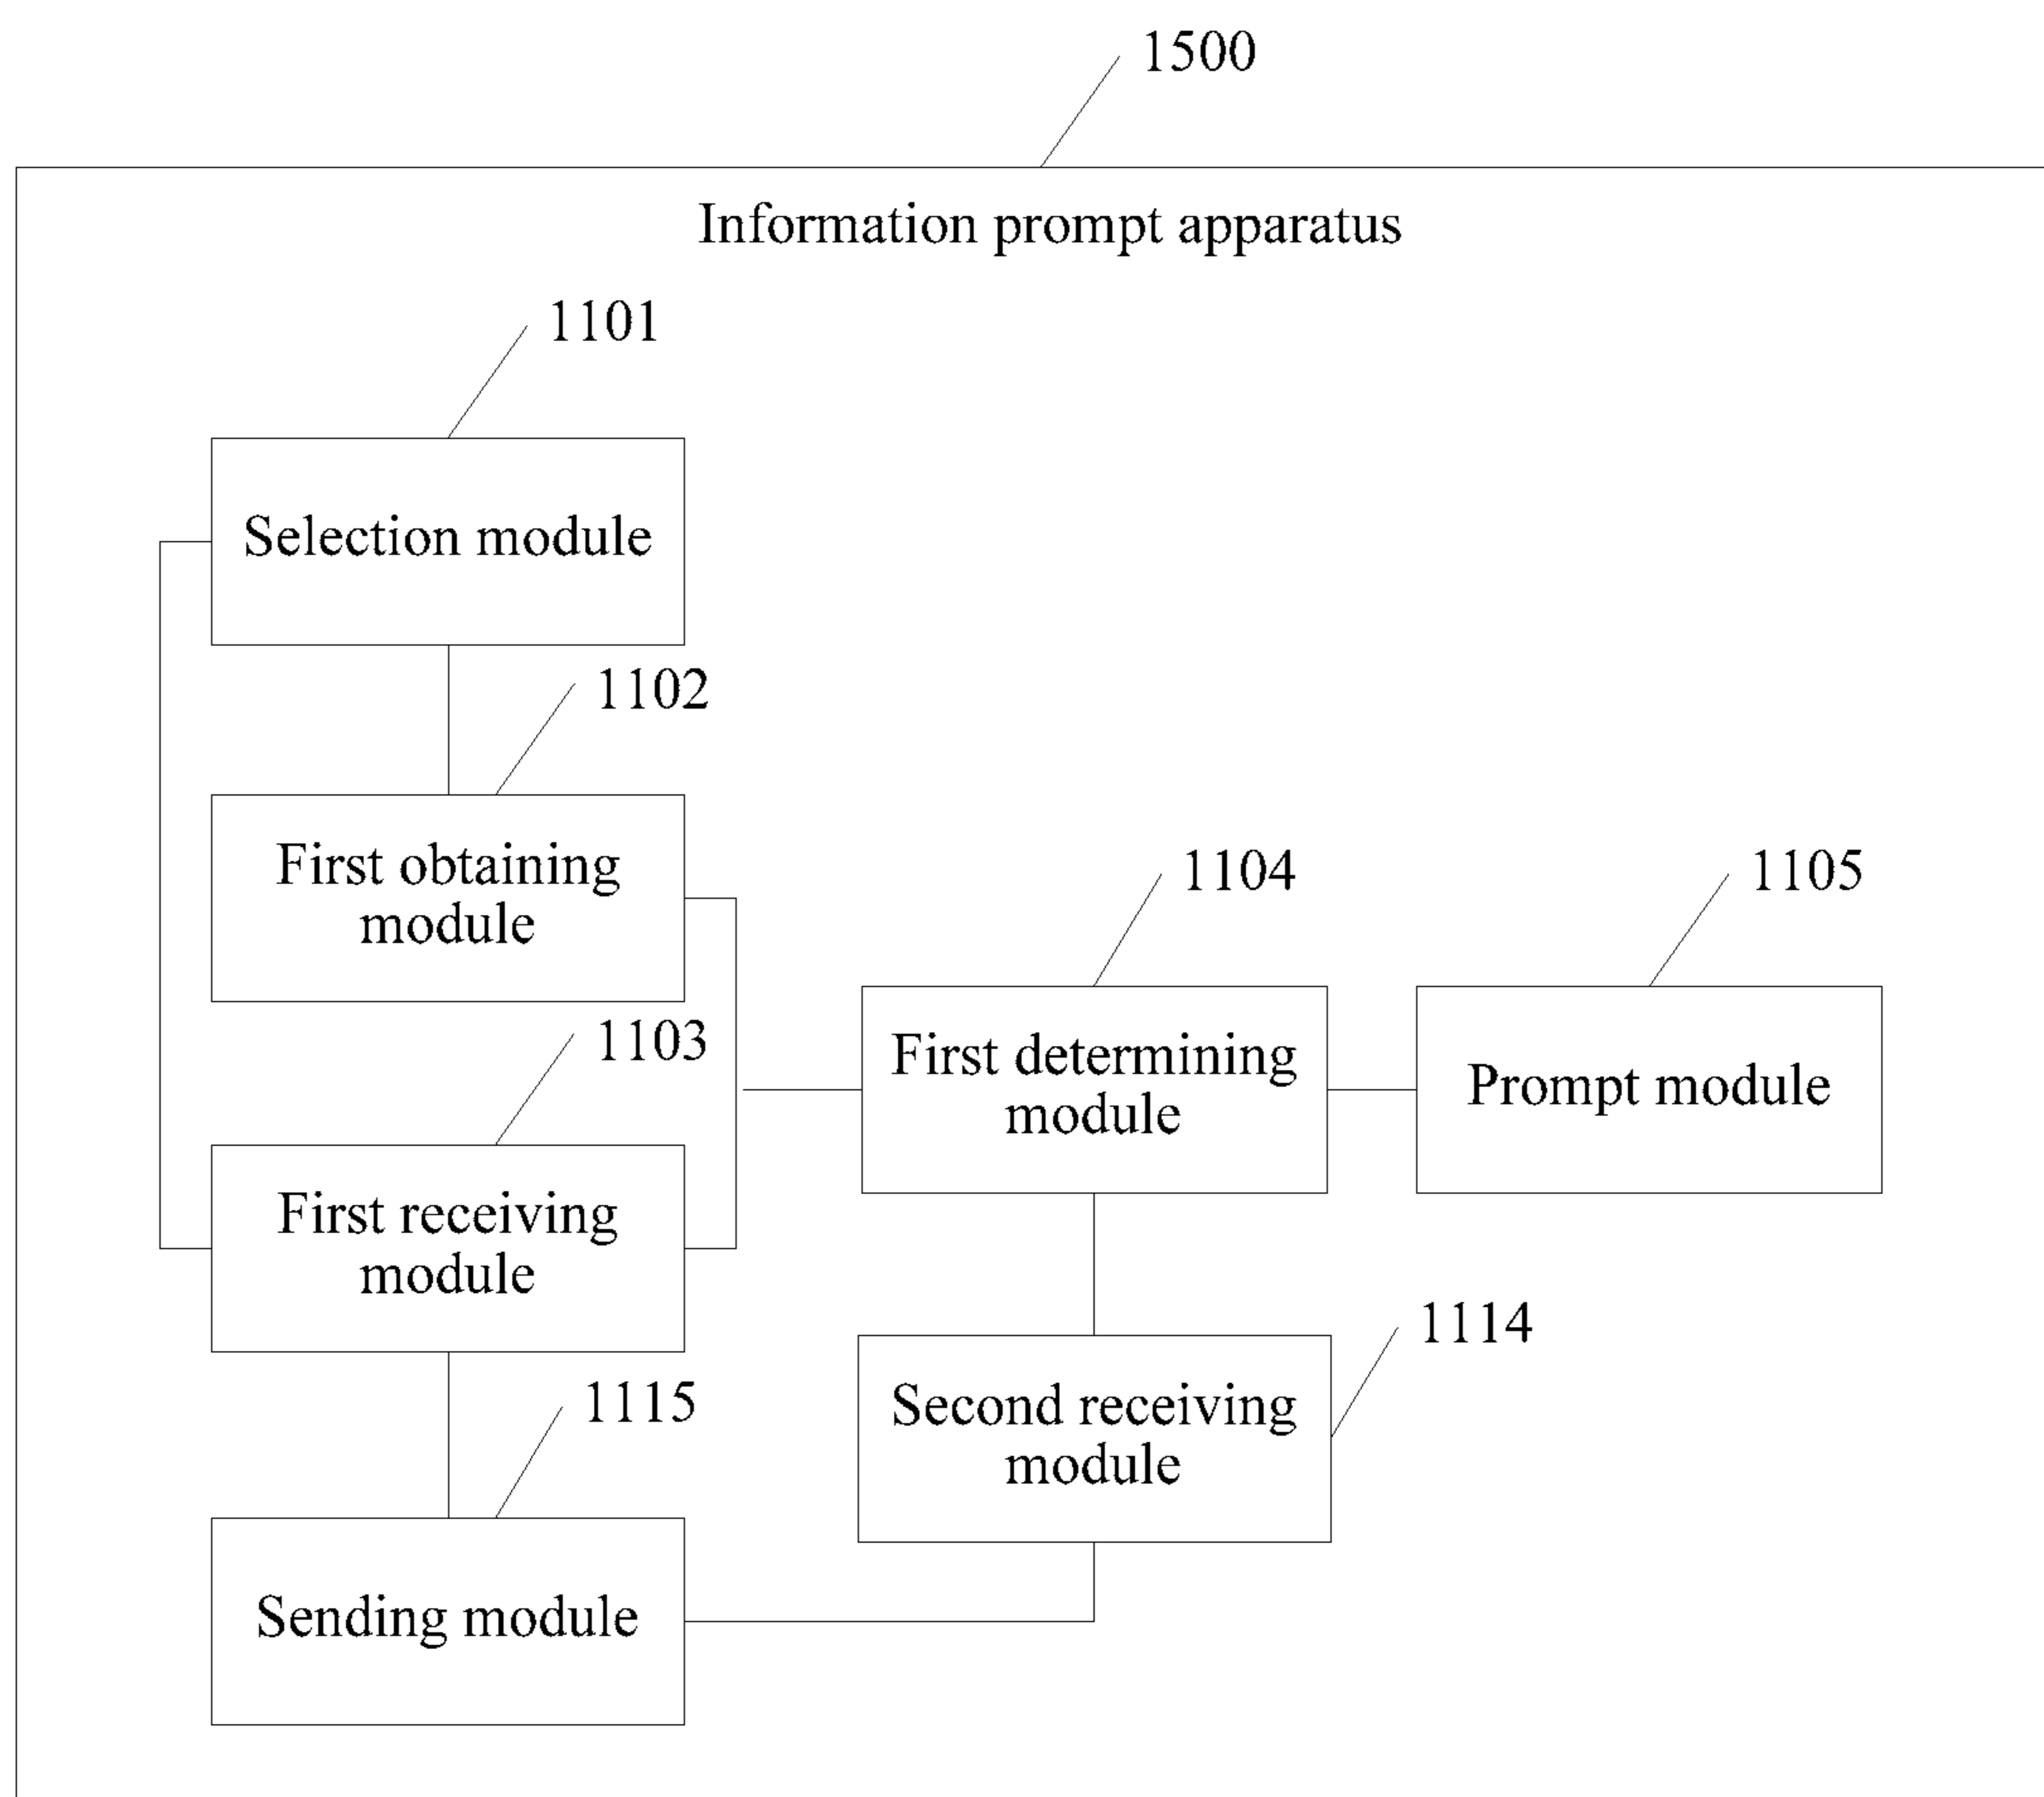 1500
Information prompt apparatus
1101
Selection module
1102
First obtaining
module
1103
First receiving
module
1104
First determining
module
1105
Prompt module
1114
Second receiving
module
1115
Sending module